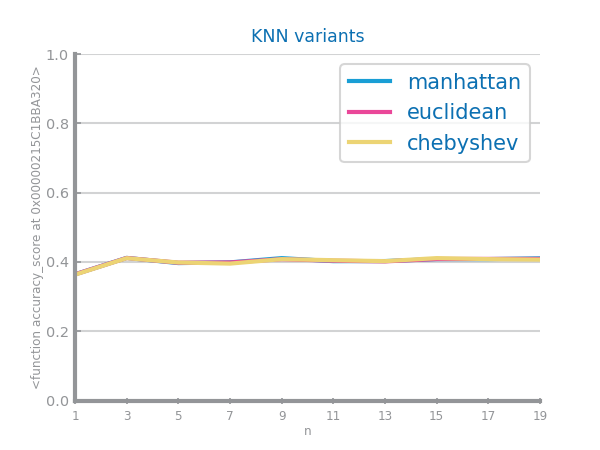 KNN variants
<function accuracy_score at 0x00000215C1BBA320>
1.0
0.8
0.6
0.4
0.2
0.0
manhattan
euclidean
chebyshev
1 3 5 7 9 11 13 15 17 19
n